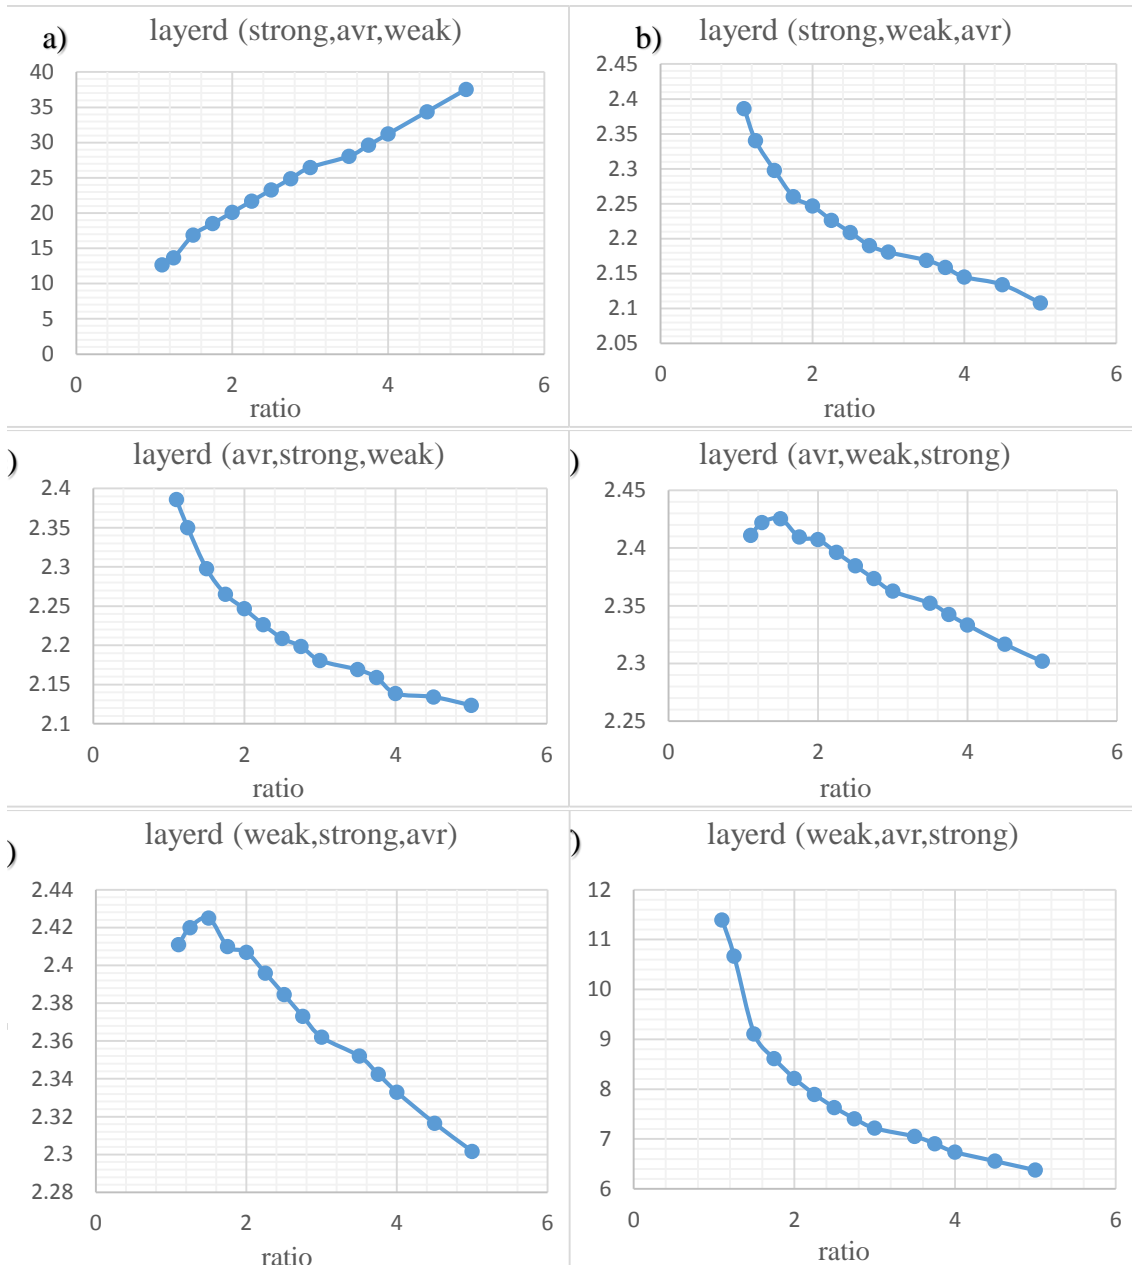 a)
layerd (strong,avr,weak)
40
35
30
25
20
15
10
5
0
0 2 4 6
ratio
b)
layerd (strong,weak,avr)
2.45
2.4
2.35
2.3
2.25
2.2
2.15
2.1
2.05
0 2 4 6
ratio
)
layerd (avr,strong,weak)
2.4
2.35
2.3
2.25
2.2
2.15
2.1
0 2 4 6
ratio
)
layerd (avr,weak,strong)
2.45
2.4
2.35
2.3
2.25
0 2 4 6
ratio
)
layerd (weak,strong,avr)
2.44
2.42
2.4
2.38
2.36
2.34
2.32
2.3
2.28
0 2 4 6
ratio
)
layerd (weak,avr,strong)
12
11
10
9
8
7
6
0 2 4 6
ratio